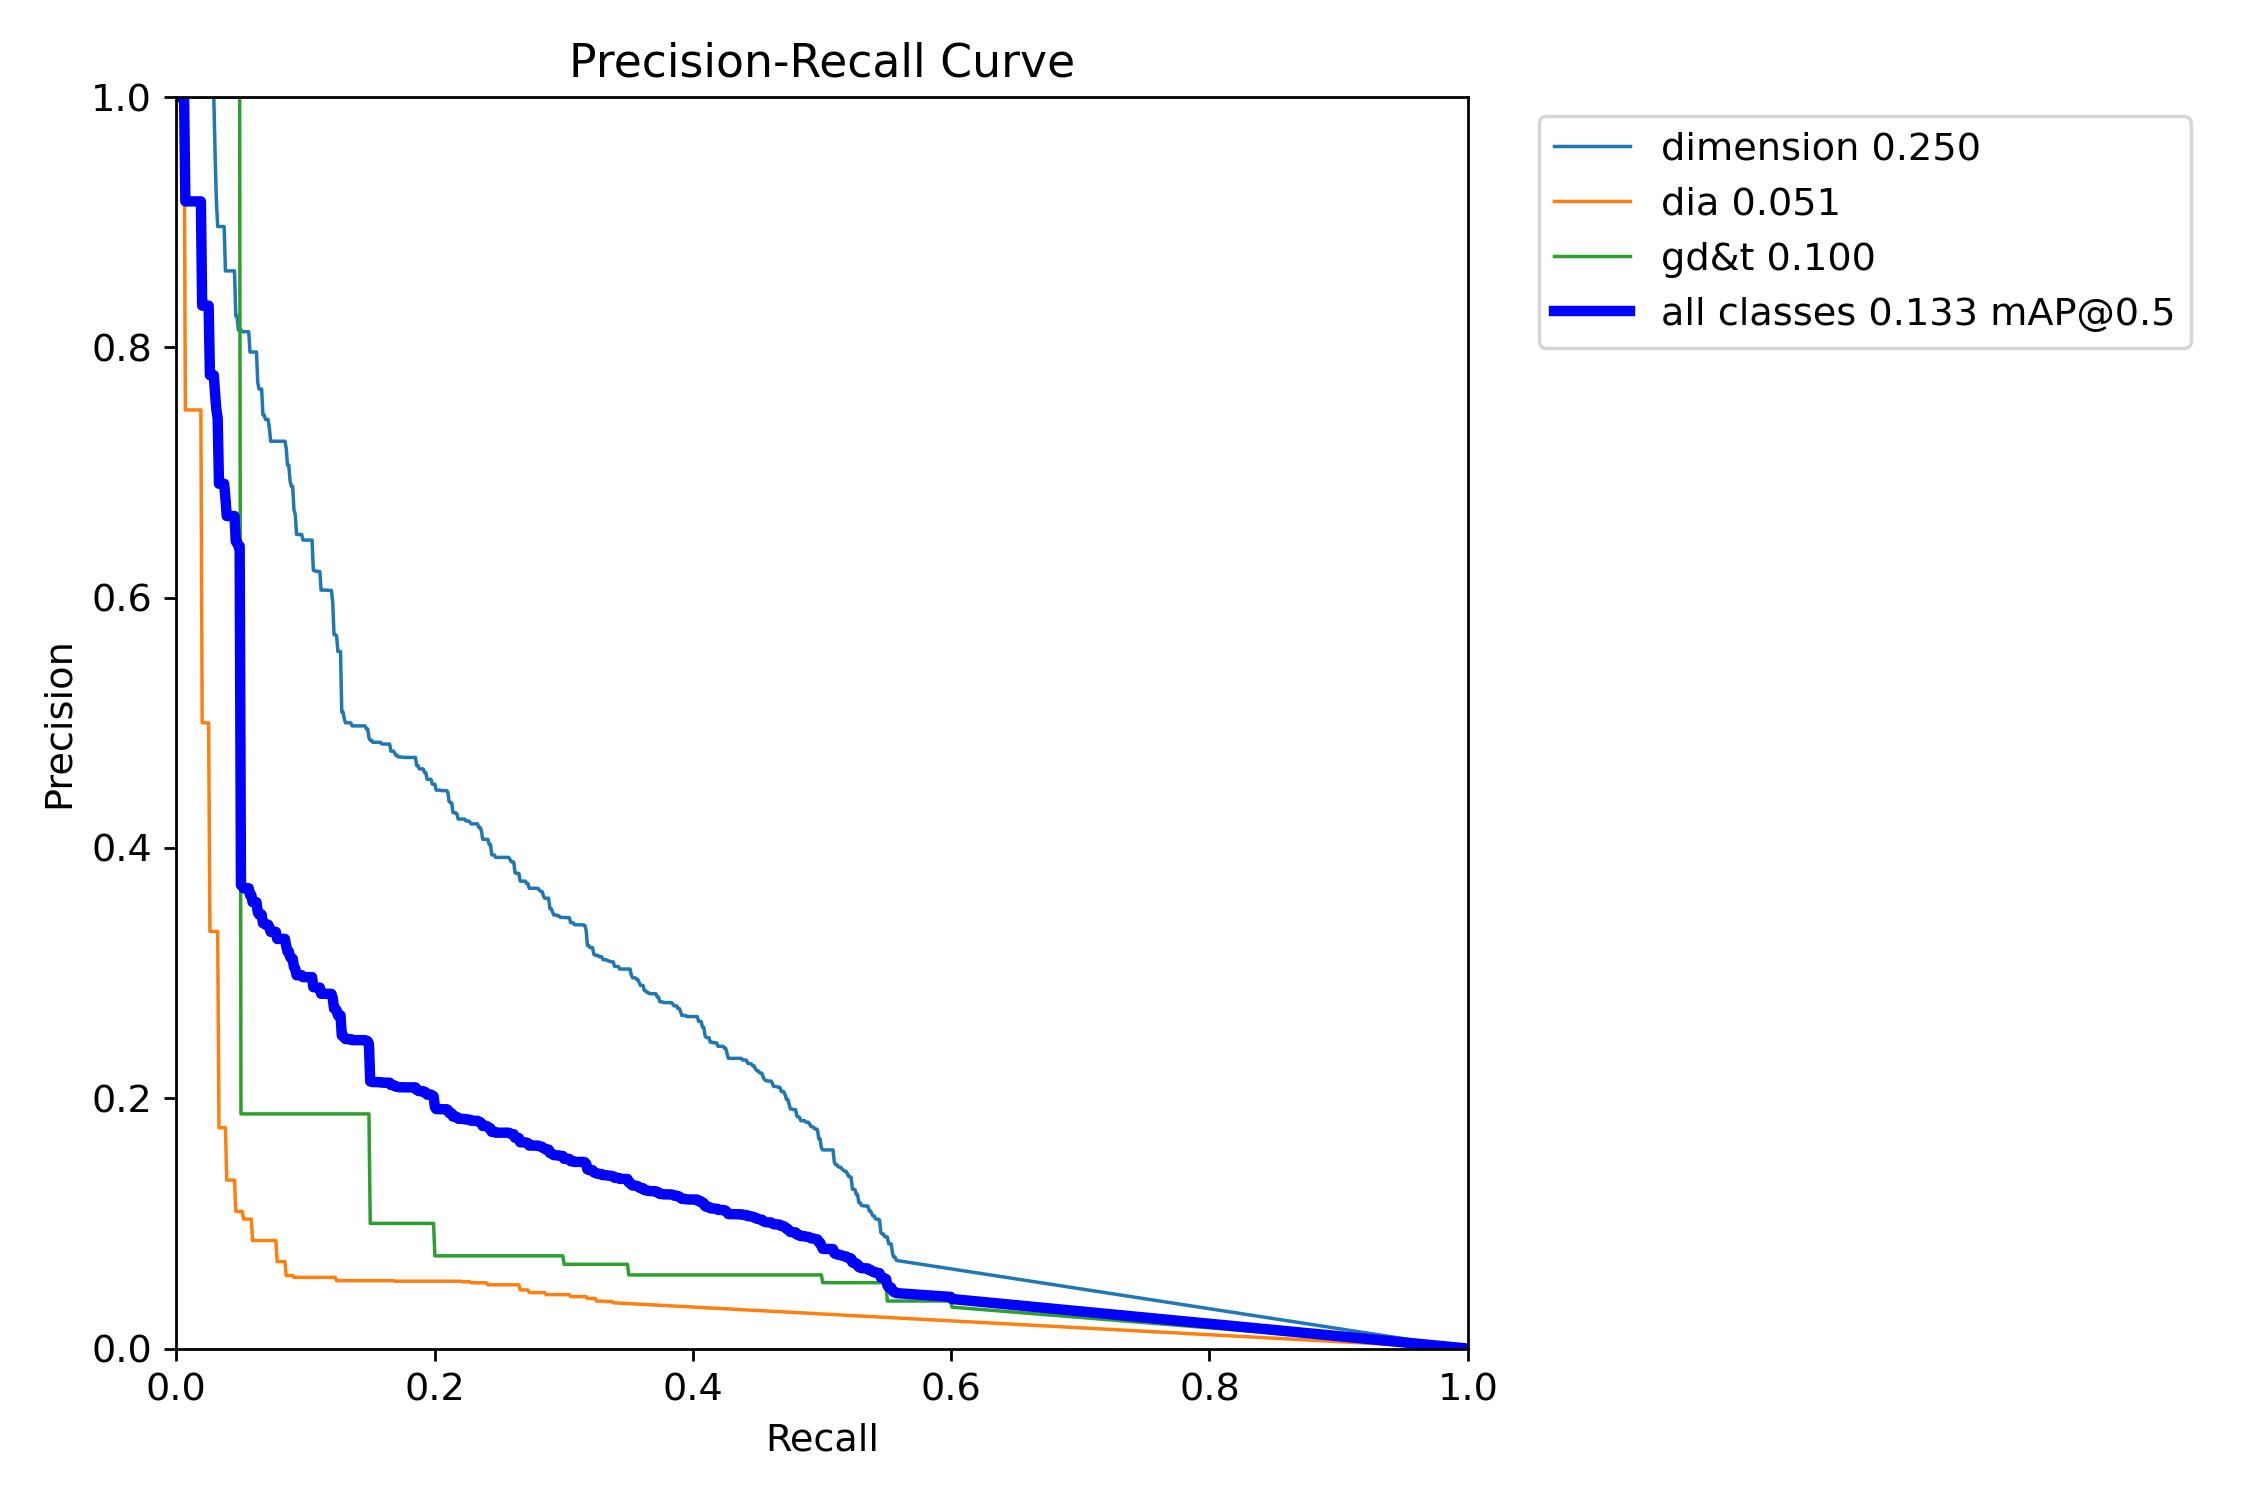 Precision-Recall Curve
1.0
0.8
0.6
0.4
0.2
0.0
Precision
0.0 0.2 0.4 0.6 0.8 1.0
Recall
dimension 0.250
dia 0.051
gd&t 0.100
all classes 0.133 mAP@0.5